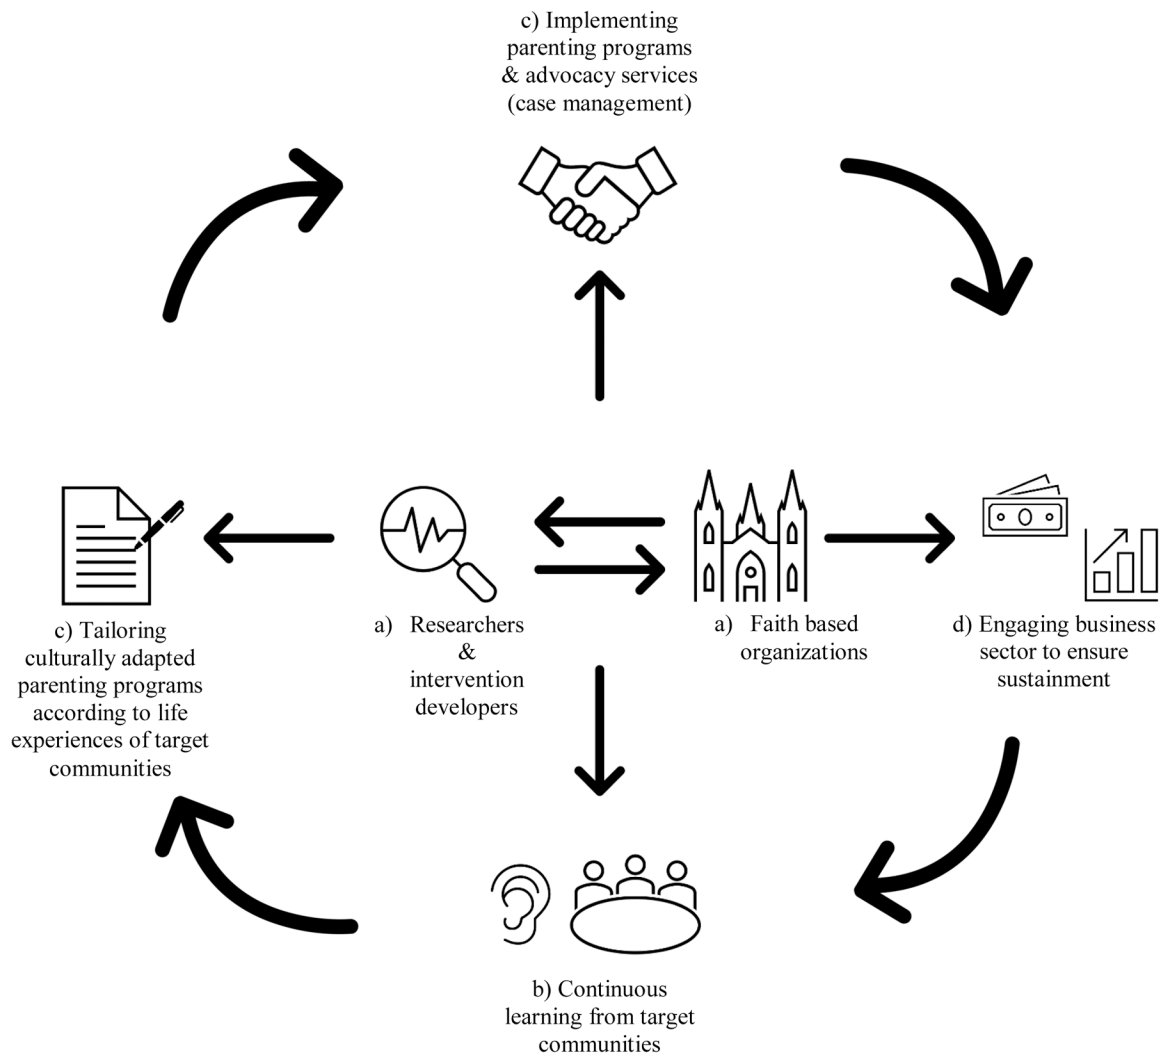 c) Implementing
parenting programs
& advocacy services
(case management)
c) Tailoring
culturally adapted
parenting programs
according to life
experiences of target
communities
a) Researchers
&
intervention
developers
a) Faith based
organizations
d) Engaging business
sector to ensure
sustainment
b) Continuous
learning from target
communities